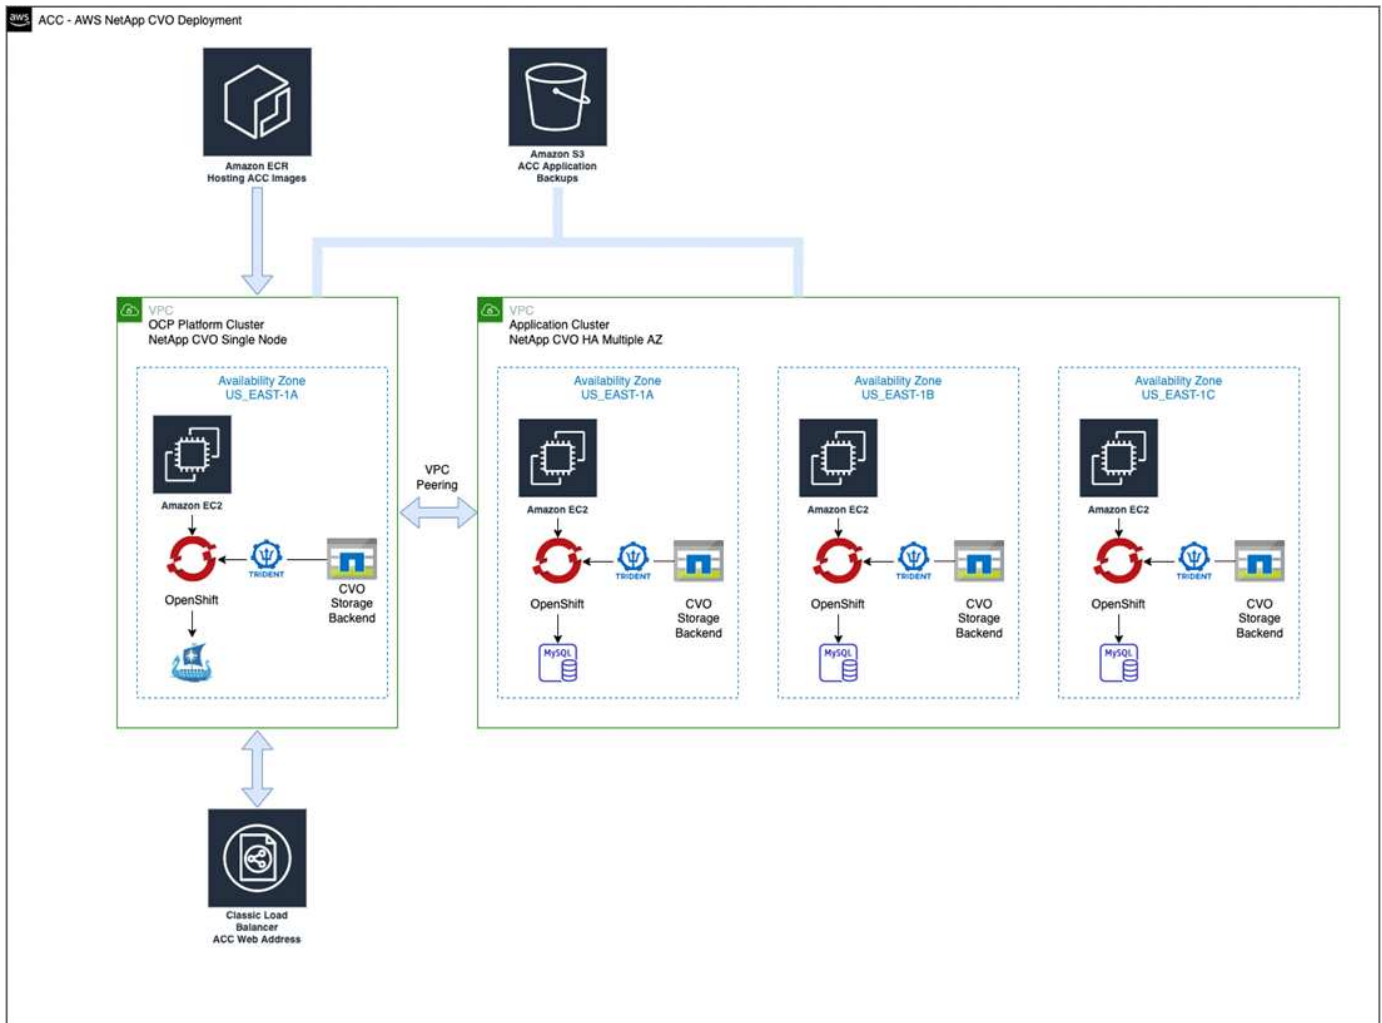 aws
ACC - AWS NetApp CVO Deployment
Amazon ECR
Hosting ACC Images
Amazon S3
ACC Application
Backups
VPC
OCP Platform Cluster
NetApp CVO Single Node
Availability Zone
US_EAST-1A
Amazon EC2
TRIDENT
OpenShift
CVO
Storage
Backend
VPC
Peering
VPC
Application Cluster
NetApp CVO HA Multiple AZ
Availability Zone
US_EAST-1A
Amazon EC2
TRIDENT
OpenShift
CVO
Storage
Backend
MySQL
Availability Zone
US_EAST-1B
Amazon EC2
TRIDENT
OpenShift
CVO
Storage
Backend
MySQL
Availability Zone
US_EAST-1C
Amazon EC2
TRIDENT
OpenShift
CVO
Storage
Backend
MySQL
Classic Load
Balancer
ACC Web Address